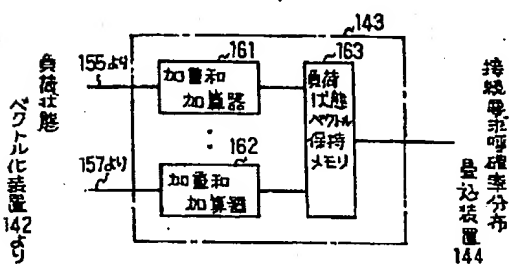 143
負荷状態
ベクトル化装置142より
155より
157より
161
加重和
加算器
162
加重和
加算器
163
負荷
状態
ベクトル
保持
メモリ
接続要求呼確率分布
畳込装置
144